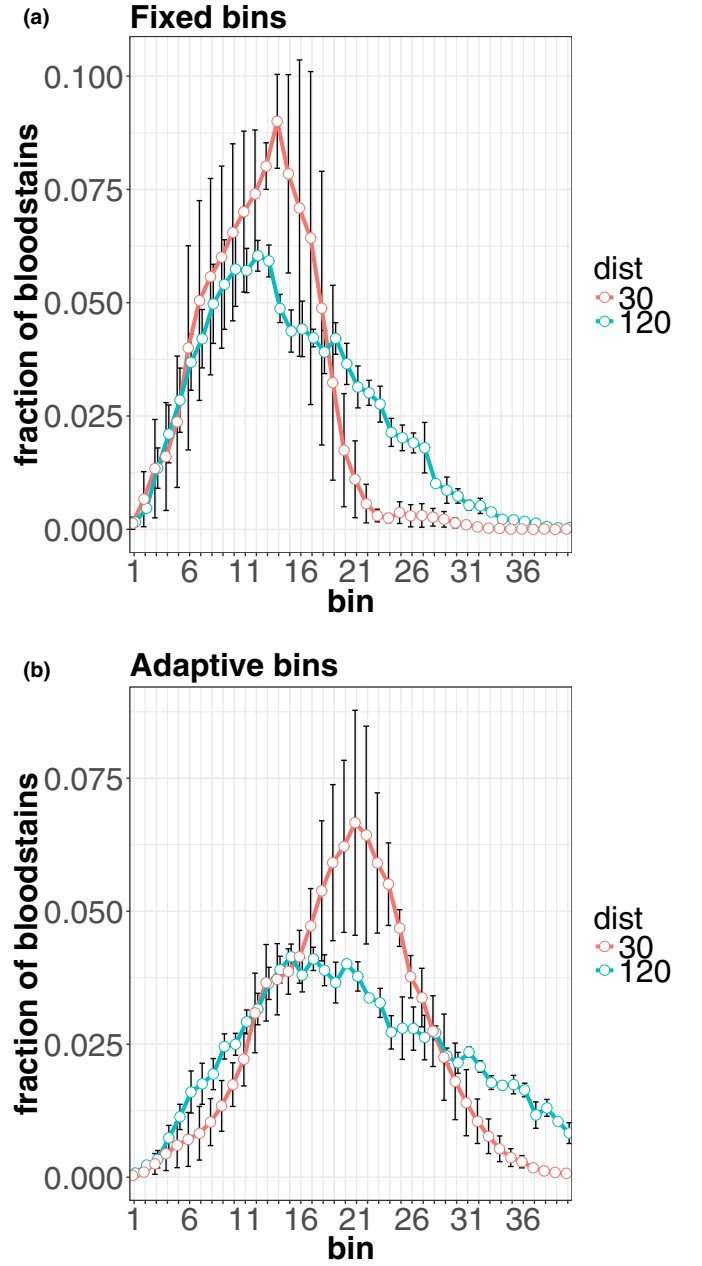 (a) Fixed bins
fraction of bloodstains
0.100
0.075
0.050
0.025
0.000
1 6 11 16 21 26 31 36
bin
dist
30
120
(b) Adaptive bins
fraction of bloodstains
0.075
0.050
0.025
0.000
1 6 11 16 21 26 31 36
bin
dist
30
120